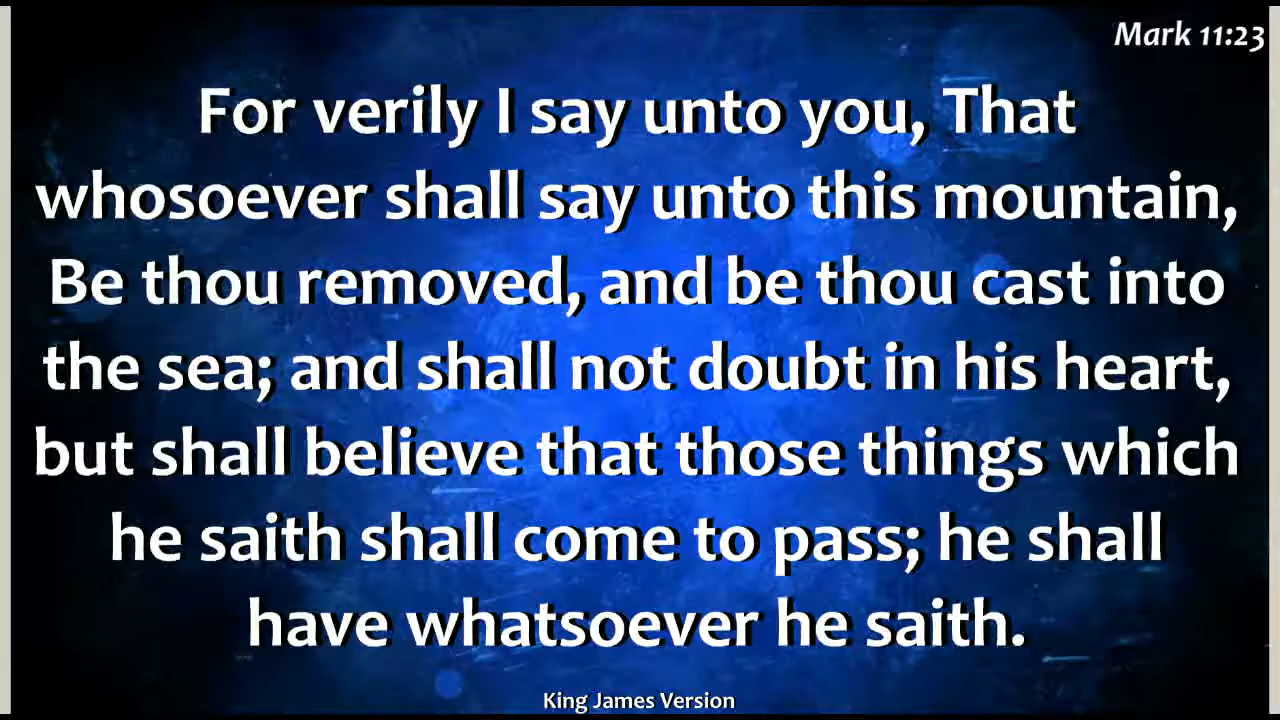 Mark 11:23
For verily I say unto you, That
whosoever shall say unto this mountain,
Be thou removed, and be thou cast into
the sea; and shall not doubt in his heart,
but shall believe that those things which
he saith shall come to pass; he shall
have whatsoever he saith.
King James Version